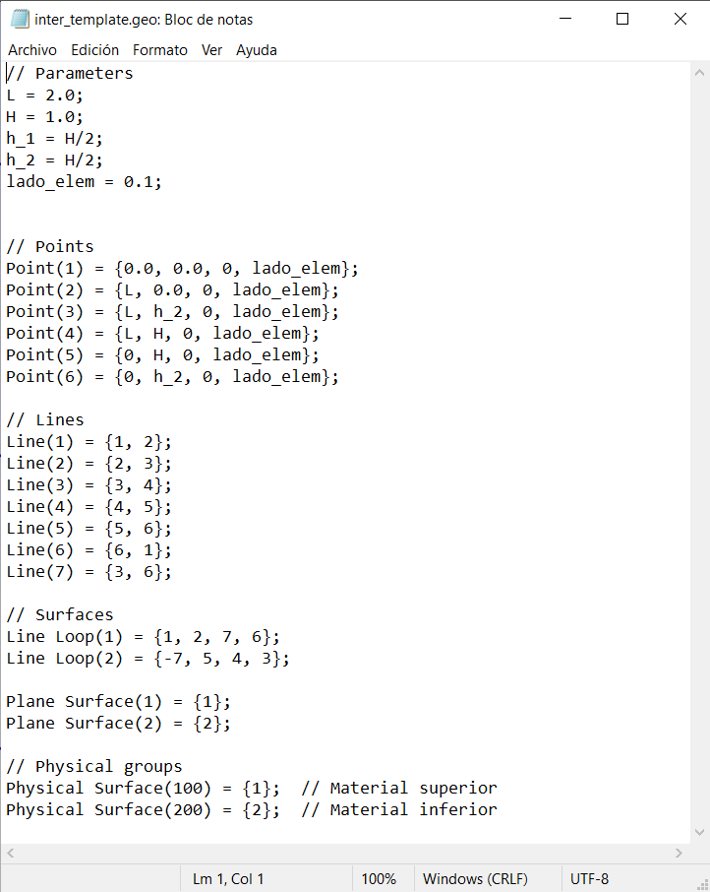 inter_template.geo: Bloc de notas
Archivo Edición Formato Ver Ayuda
// Parameters
L = 2.0;
H = 1.0;
h_1 = H/2;
h_2 = H/2;
lado_elem = 0.1;
// Points
Point(1) = {0.0, 0.0, 0, lado_elem};
Point(2) = {L, 0.0, 0, lado_elem};
Point(3) = {L, h_2, 0, lado_elem};
Point(4) = {L, H, 0, lado_elem};
Point(5) = {0, H, 0, lado_elem};
Point(6) = {0, h_2, 0, lado_elem};
// Lines
Line(1) = {1, 2};
Line(2) = {2, 3};
Line(3) = {3, 4};
Line(4) = {4, 5};
Line(5) = {5, 6};
Line(6) = {6, 1};
Line(7) = {3, 6};
// Surfaces
Line Loop(1) = {1, 2, 7, 6};
Line Loop(2) = {-7, 5, 4, 3};
Plane Surface(1) = {1};
Plane Surface(2) = {2};
// Physical groups
Physical Surface(100) = {1};  // Material superior
Physical Surface(200) = {2};  // Material inferior
Lm 1, Col 1 100% Windows (CRLF) UTF-8